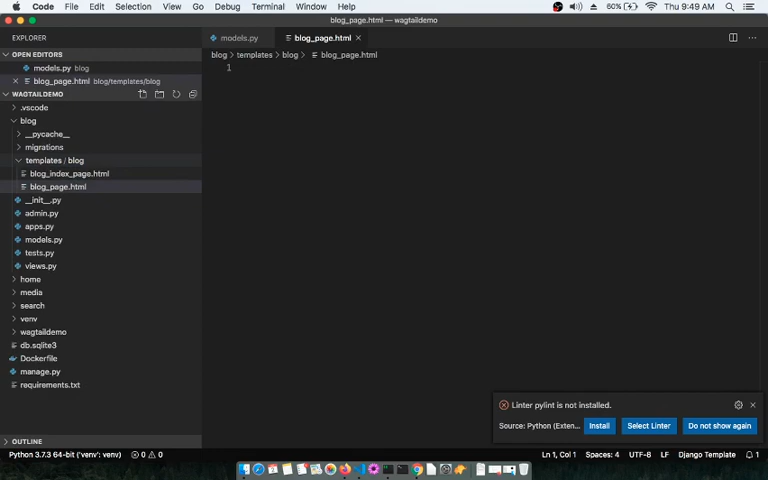 Code File Edit Selection View Go Debug Terminal Window Help 60% Thu 9:49 AM
blog_page.html — wagtaildemo
EXPLORER
models.py
blog_page.html
OPEN EDITORS
models.py blog
blog_page.html blog/templates/blog
blog > templates > blog > blog_page.html
1
WAGTAILDEMO
.vscode
blog
__pycache__
migrations
templates / blog
blog_index_page.html
blog_page.html
__init__.py
admin.py
apps.py
models.py
tests.py
views.py
home
media
search
venv
wagtaildemo
db.sqlite3
Dockerfile
manage.py
requirements.txt
OUTLINE
Linter pylint is not installed.
Source: Python (Exten...
Install
Select Linter
Do not show again
Python 3.7.3 64-bit ('venv': venv) 0 0
Ln 1, Col 1 Spaces: 4 UTF-8 LF Django Template